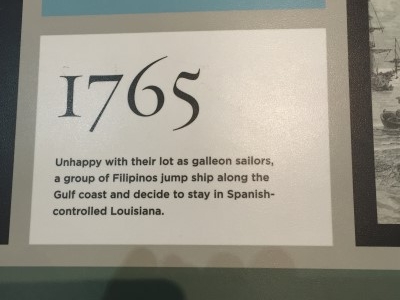 1765
Unhappy with their lot as galleon sailors,
a group of Filipinos jump ship along the
Gulf coast and decide to stay in Spanish-
controlled Louisiana.